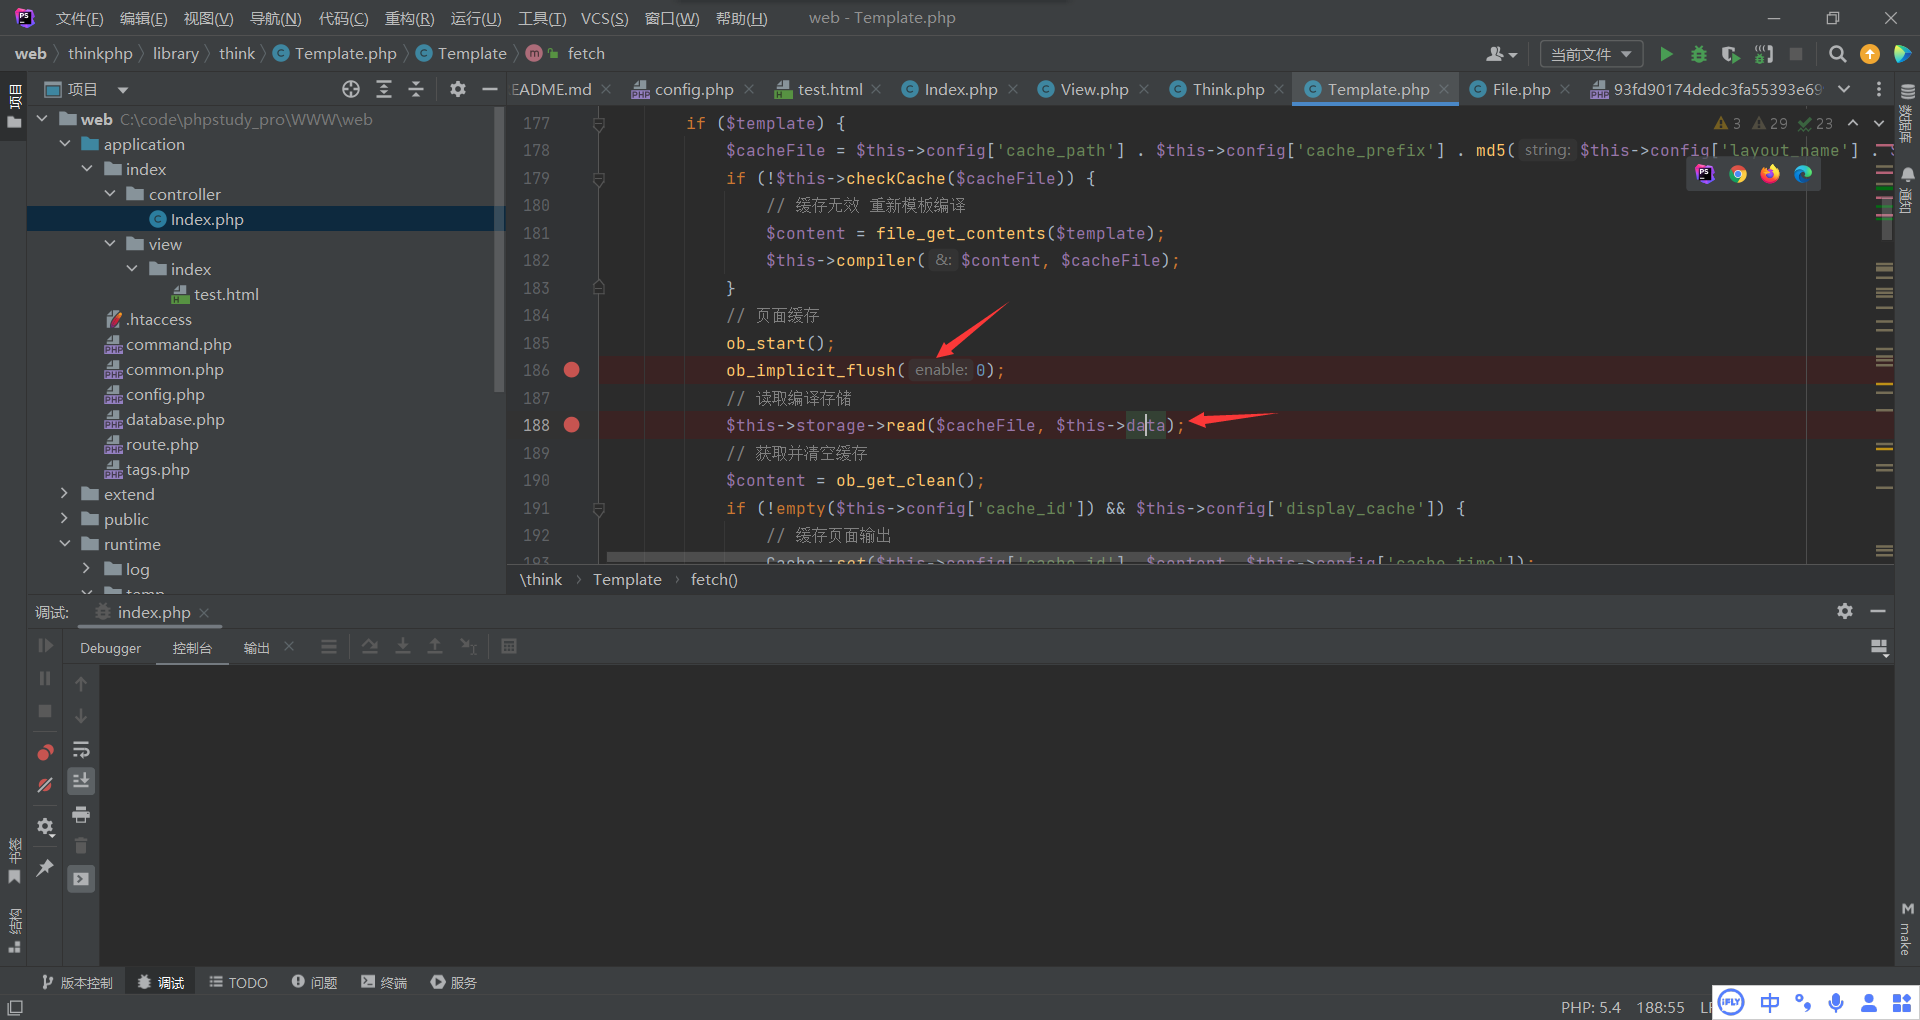 文件(F) 编辑(E) 视图(V) 导航(N) 代码(C) 重构(R) 运行(U) 工具(T) VCS(S) 窗口(W) 帮助(H) web - Template.php
web thinkphp library think Template.php Template m fetch 当前文件
项目 EADME.md config.php test.html Index.php View.php Think.php Template.php File.php 93fd90174dedc3fa55393e69
项目
web C:\code\phpstudy_pro\WWW\web
application
index
controller
Index.php
view
index
test.html
.htaccess
command.php
common.php
config.php
database.php
route.php
tags.php
extend
public
runtime
log
temp
3 29 23
177 if ($template) {
178 $cacheFile = $this->config['cache_path'] . $this->config['cache_prefix'] . md5( string: $this->config['layout_name'] .
179 if (!$this->checkCache($cacheFile)) {
180 // 缓存无效 重新模板编译
181 $content = file_get_contents($template);
182 $this->compiler( &: $content, $cacheFile);
183 }
184 // 页面缓存
185 ob_start();
186 ob_implicit_flush( enable: 0);
187 // 读取编译存储
188 $this->storage->read($cacheFile, $this->data);
189 // 获取并清空缓存
190 $content = ob_get_clean();
191 if (!empty($this->config['cache_id']) && $this->config['display_cache']) {
192 // 缓存页面输出
193 Cache::set($this->config['cache_id'], $content, $this->config['cache_time']);
\think Template fetch()
数据库
通知
调试: index.php
Debugger 控制台 输出
书签
结构
M make
版本控制 调试 TODO 问题 终端 服务
PHP: 5.4 188:55 iFLY 中